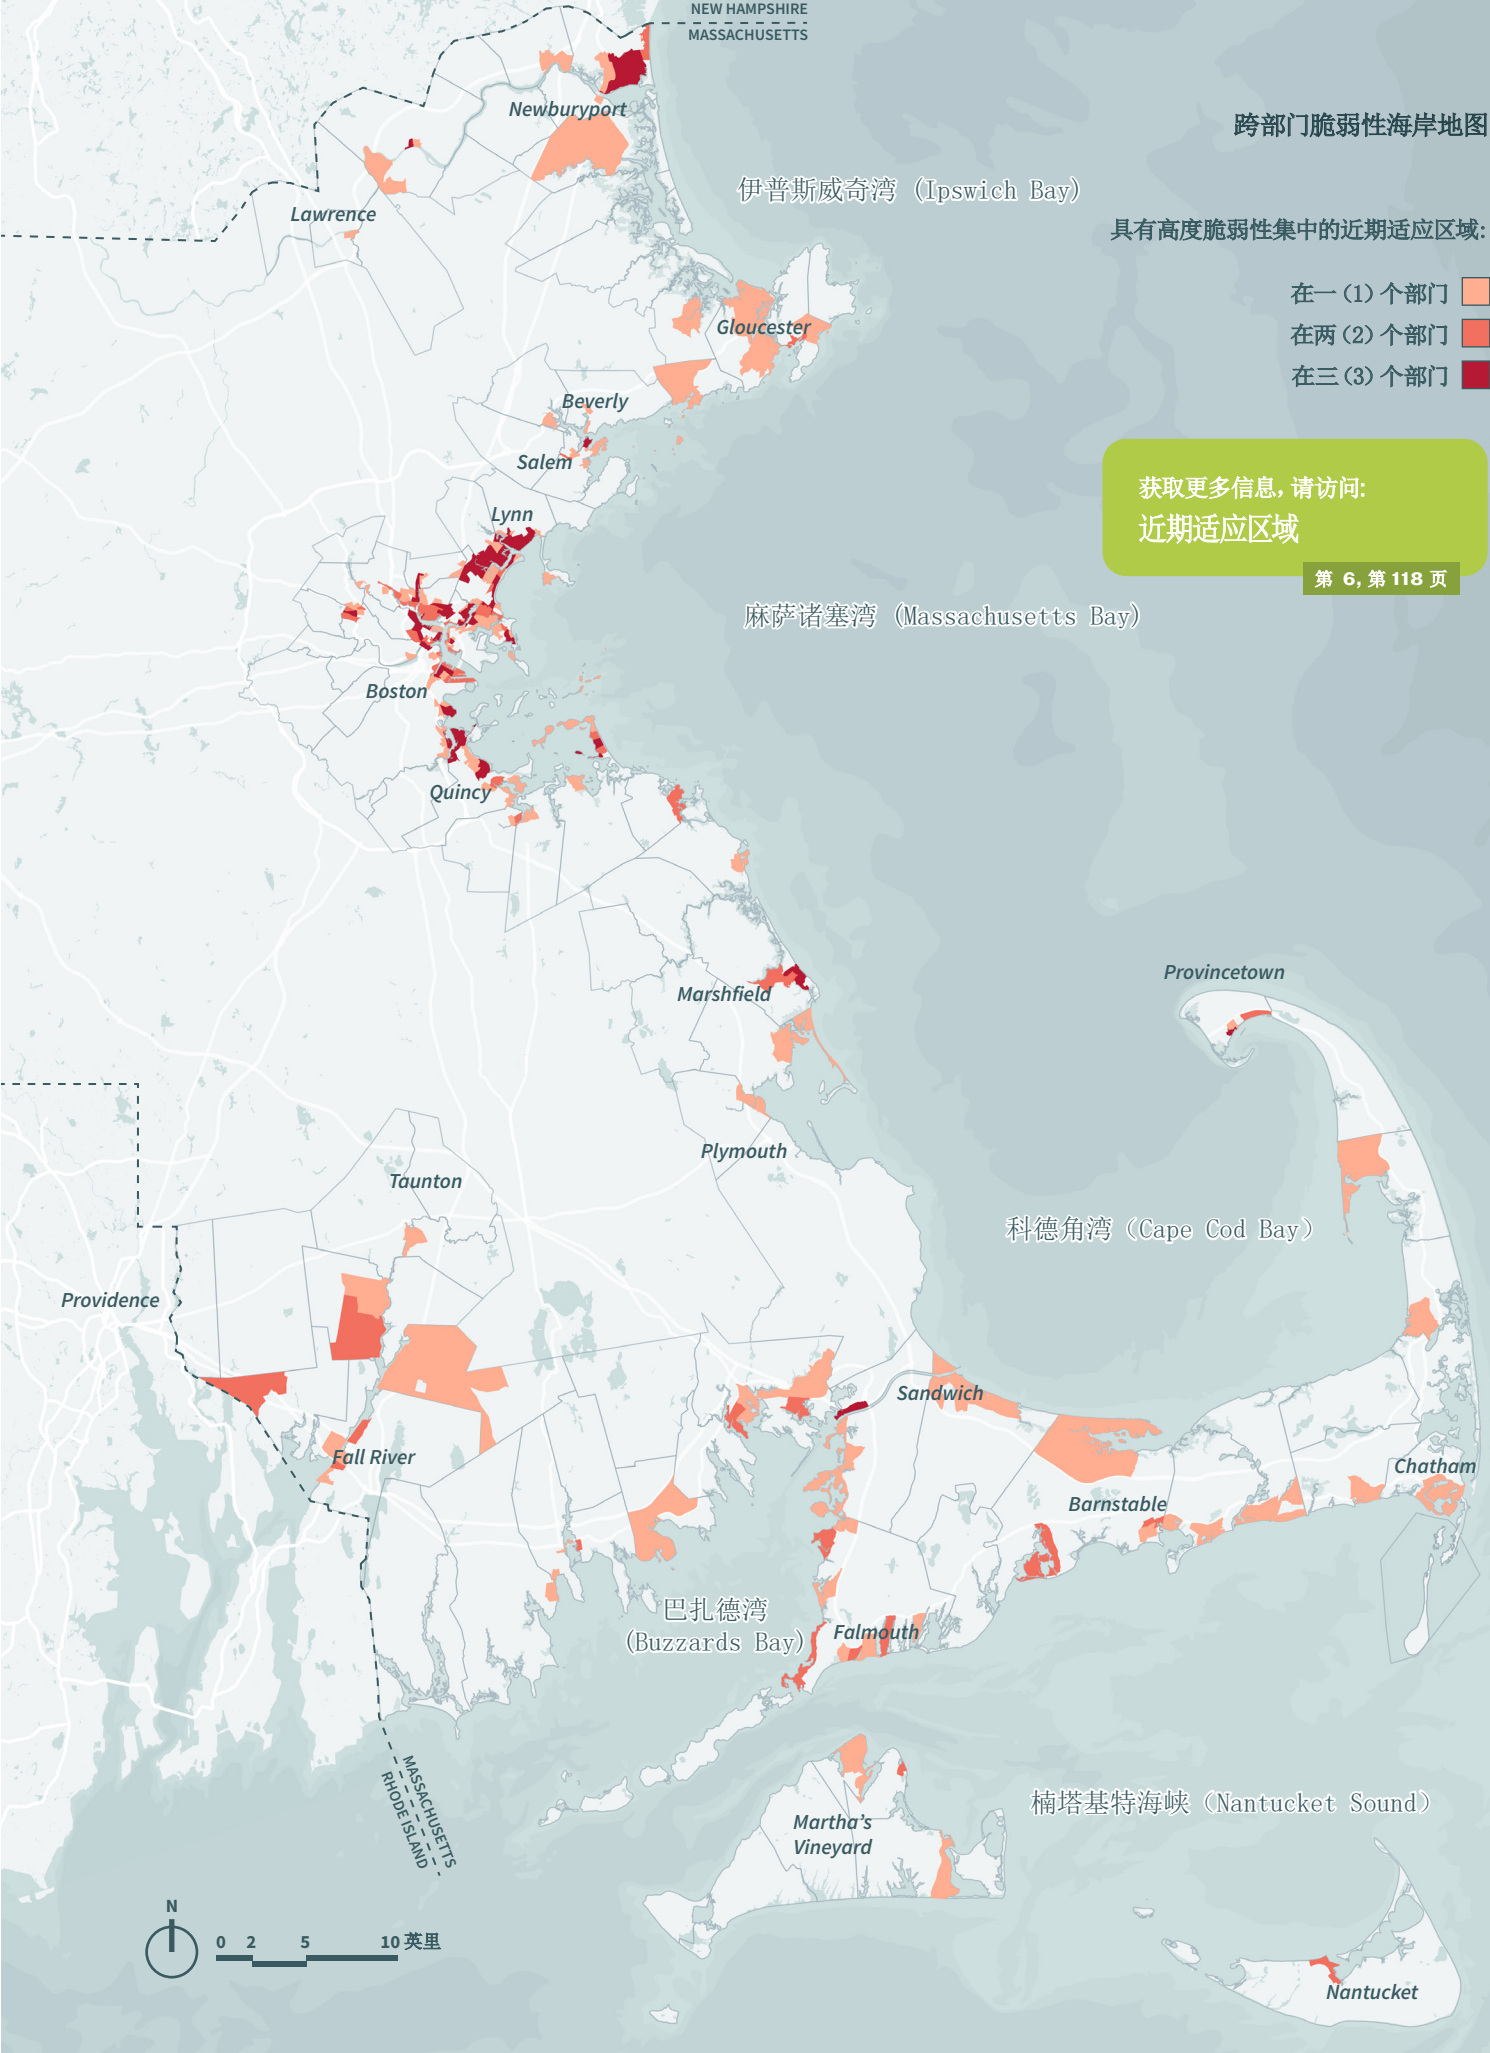 NEW HAMPSHIRE
MASSACHUSETTS
Newburyport
跨部门脆弱性海岸地图
伊普斯威奇湾 (Ipswich Bay)
Lawrence
具有高度脆弱性集中的近期适应区域:
在一（1）个部门
在两（2）个部门
在三（3）个部门
Gloucester
Beverly
Salem
Lynn
获取更多信息, 请访问:
近期适应区域
第 6, 第 118 页
麻萨诸塞湾 (Massachusetts Bay)
Boston
Quincy
Provincetown
Marshfield
Plymouth
Taunton
科德角湾（Cape Cod Bay）
Providence
Sandwich
Fall River
Chatham
Barnstable
巴扎德湾
(Buzzards Bay)
Falmouth
MASSACHUSETTS
RHODE ISLAND
楠塔基特海峡（Nantucket Sound）
Martha's
Vineyard
N
0 2 5 10 英里
Nantucket